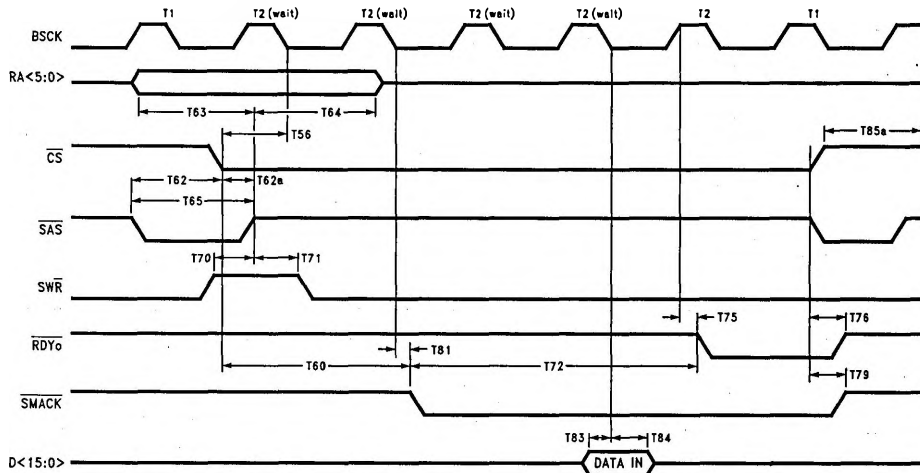 T1 T2 (wait) T2 (wait) T2 (wait) T2 (wait) T2 T1
BSCK
RA<5:0>
T63 T64
T56
CS T85a
T62 T62a
T65
SAS
T70 T71
SWR
RDYo T75 T76
T81
T60 T72 T79
SMACK
T83 T84
D<15:0> DATA IN